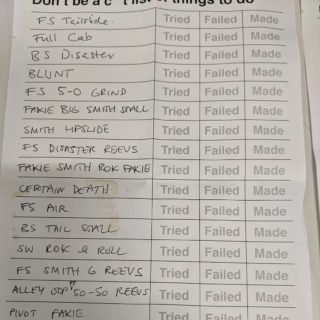 Don't be a c t list of things to do
FS Tailslide. Tried Failed Made
Full Cab Tried Failed Made
BS Disaster Tried Failed Made
BLUNT Tried Failed Made
FS 5-0 GRIND Tried Failed Made
FAKIE BIG SMITH STALL Tried Failed Made
SMITH LIPSLIDE Tried Failed Made
FS DISASTER REEVS Tried Failed Made
FAKIE SMITH ROK FAKIE Tried Failed Made
CERTAIN DEATH Tried Failed Made
FS AIR Tried Failed Made
BS TAIL STALL Tried Failed Made
SW ROK & ROLL Tried Failed Made
FS SMITH G REEVS Tried Failed Made
ALLEY OOP 50-50 REEVS Tried Failed Made
PIVOT FAKIE Tried Failed Made